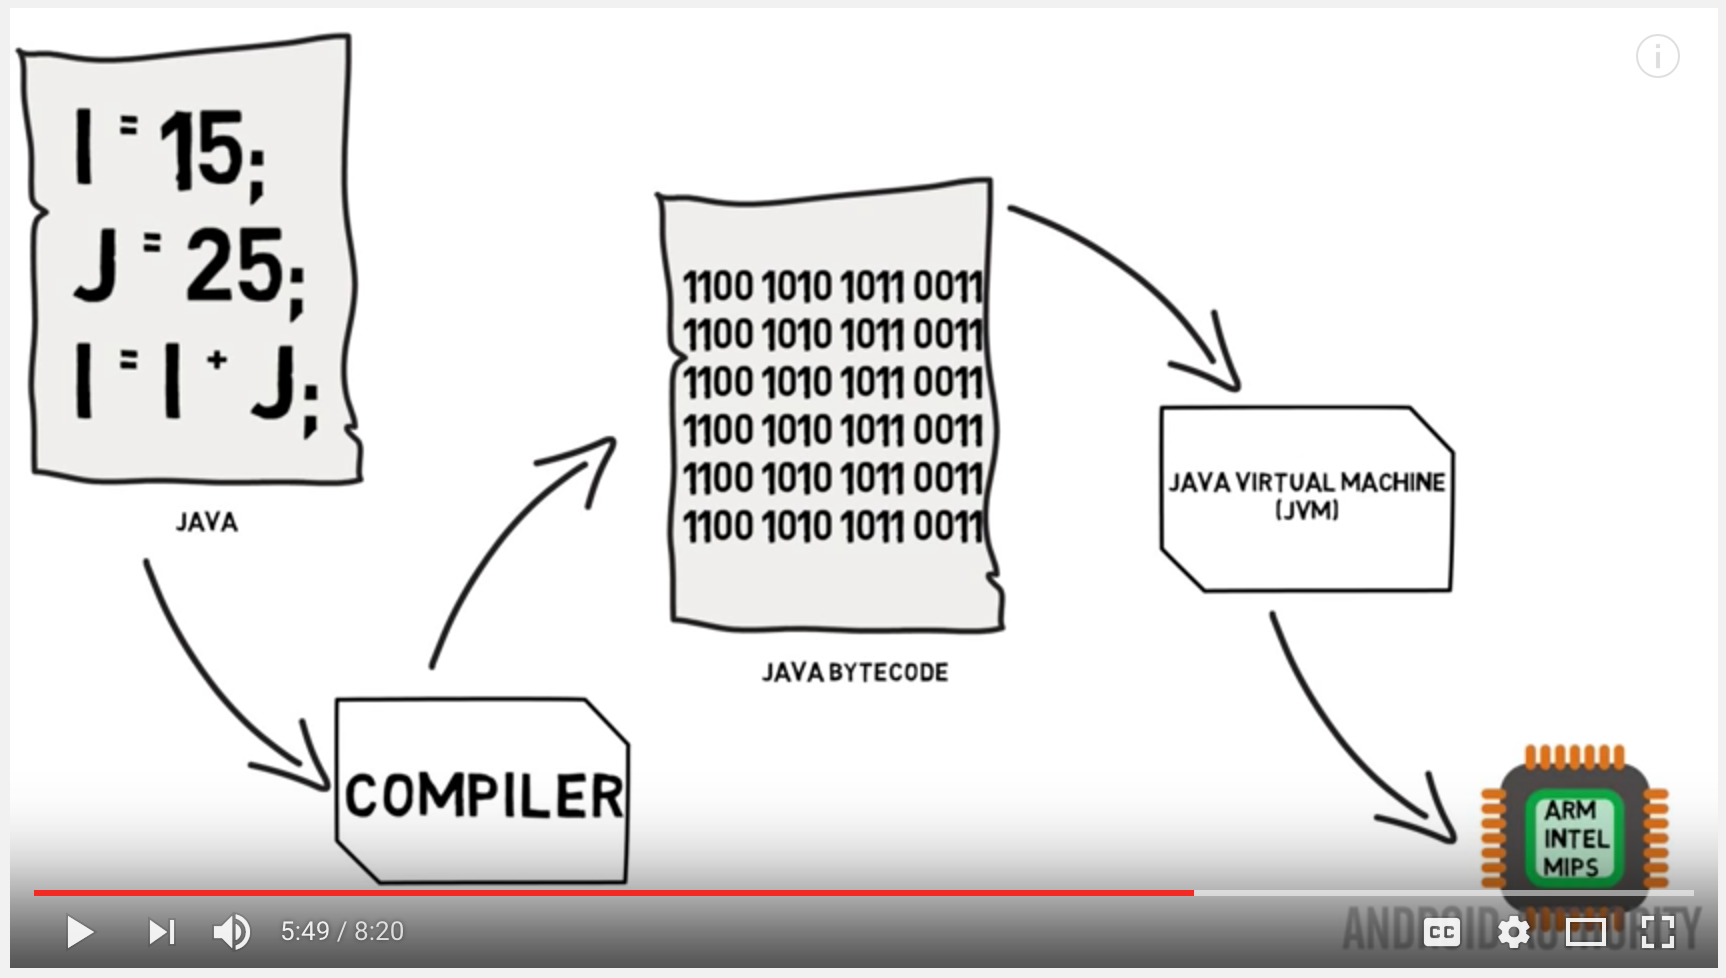 I = 15;
J = 25;
I = I + J;
JAVA
COMPILER
1100 1010 1011 0011
1100 1010 1011 0011
1100 1010 1011 0011
1100 1010 1011 0011
1100 1010 1011 0011
1100 1010 1011 0011
JAVA BYTECODE
JAVA VIRTUAL MACHINE
(JVM)
ARM
INTEL
MIPS
ANDROID AUTHORITY
5:49 / 8:20
CC
i